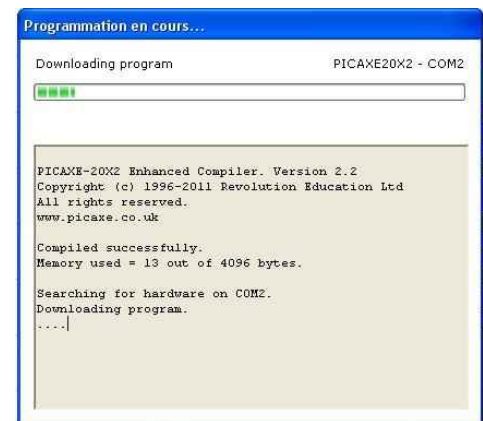 Programmation en cours...
Downloading program PICAXE20X2 - COM2
PICAXE-20X2 Enhanced Compiler. Version 2.2
Copyright (c) 1996-2011 Revolution Education Ltd
All rights reserved.
www.picaxe.co.uk
Compiled successfully.
Memory used = 13 out of 4096 bytes.
Searching for hardware on COM2.
Downloading program.
....